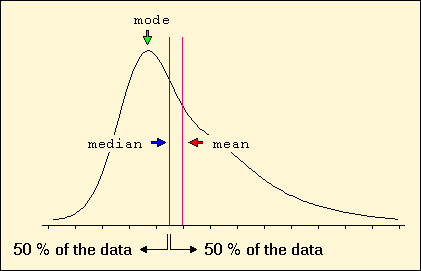 mode
median
mean
50 % of the data
50 % of the data